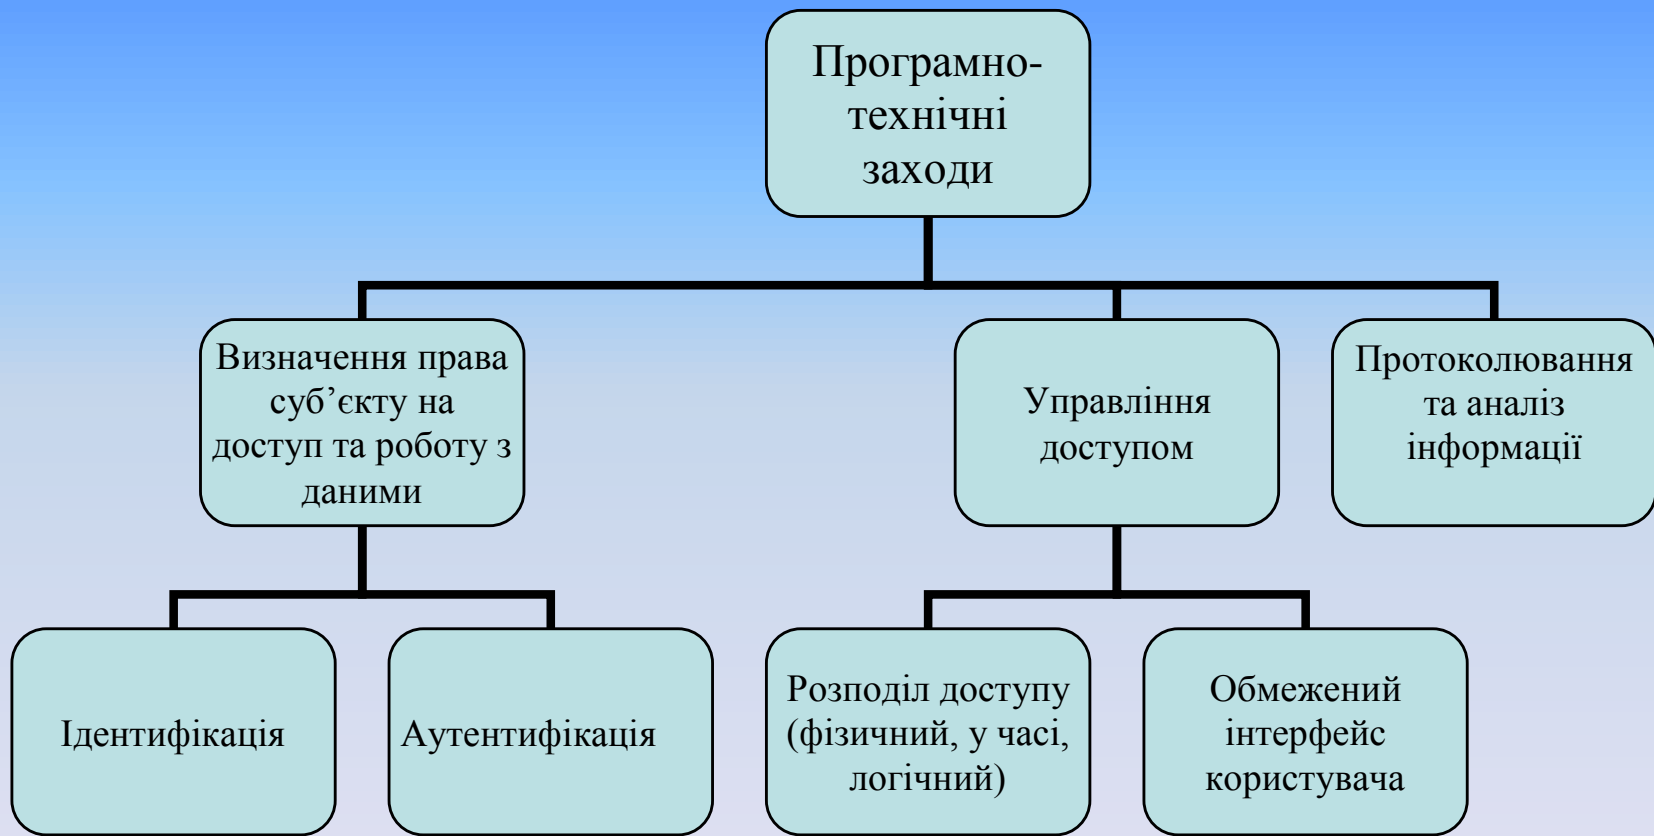 Програмно-
технічні
заходи
Визначення права
суб’єкту на
доступ та роботу з
даними
Управління
доступом
Протоколювання
та аналіз
інформації
Ідентифікація
Аутентифікація
Розподіл доступу
(фізичний, у часі,
логічний)
Обмежений
інтерфейс
користувача